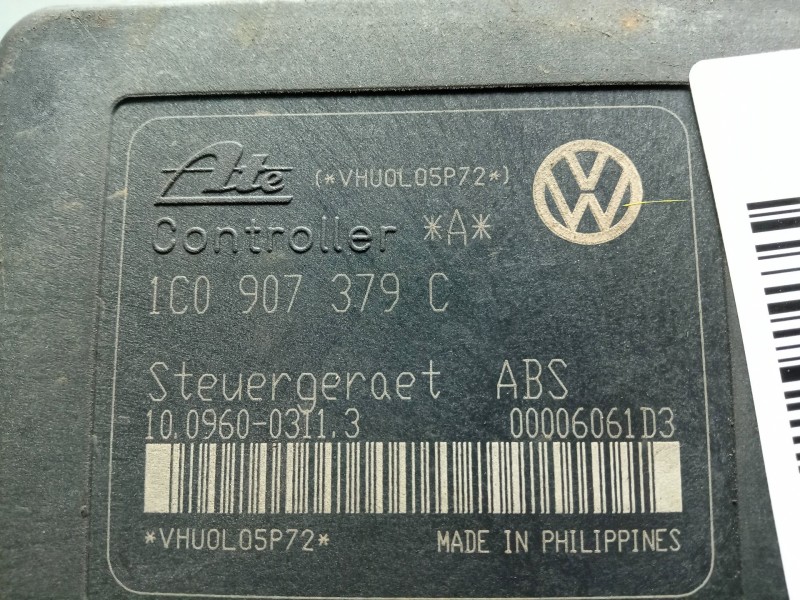 Ate (*VHU0L05P72*)
Controller *A*
1C0 907 379 C
Steuergeraet ABS
10.0960-0311.3 00006061D3
*VHU0L05P72* MADE IN PHILIPPINES